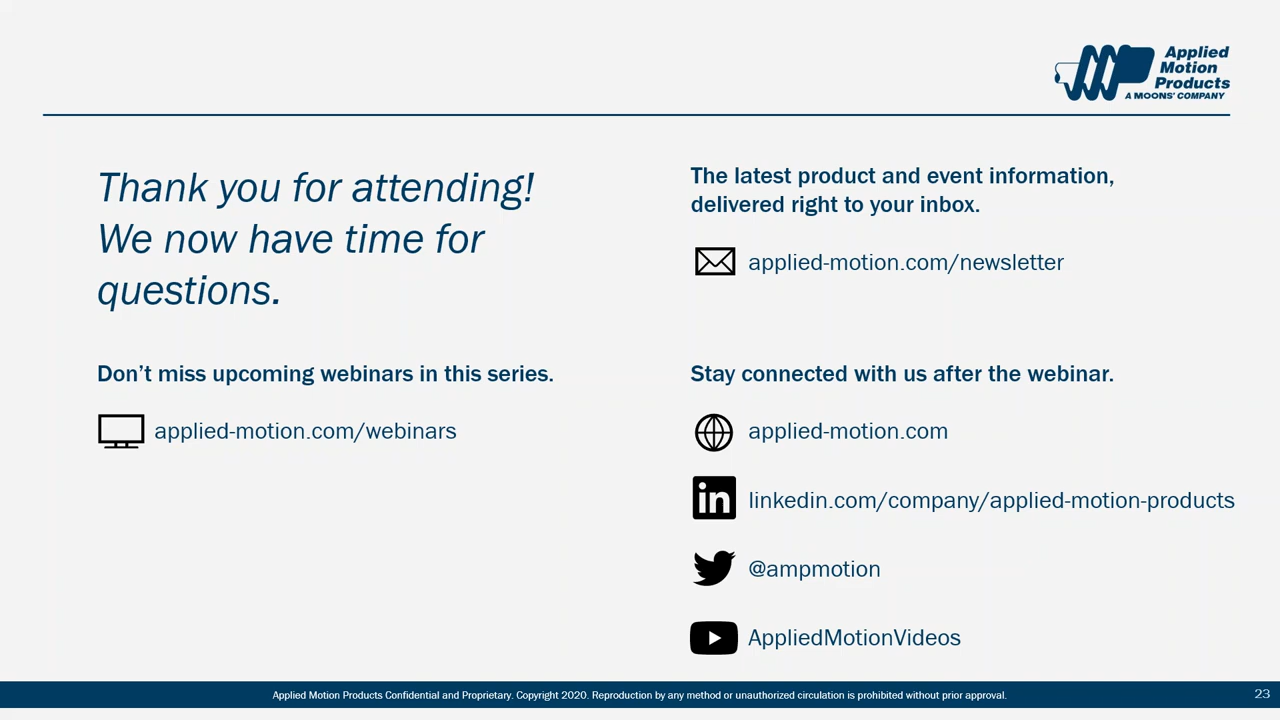 Applied
Motion
Products
A MOONS' COMPANY
Thank you for attending!
We now have time for
questions.
The latest product and event information,
delivered right to your inbox.
applied-motion.com/newsletter
Don’t miss upcoming webinars in this series.
applied-motion.com/webinars
Stay connected with us after the webinar.
applied-motion.com
in
linkedin.com/company/applied-motion-products
@ampmotion
AppliedMotionVideos
Applied Motion Products Confidential and Proprietary. Copyright 2020. Reproduction by any method or unauthorized circulation is prohibited without prior approval.
23